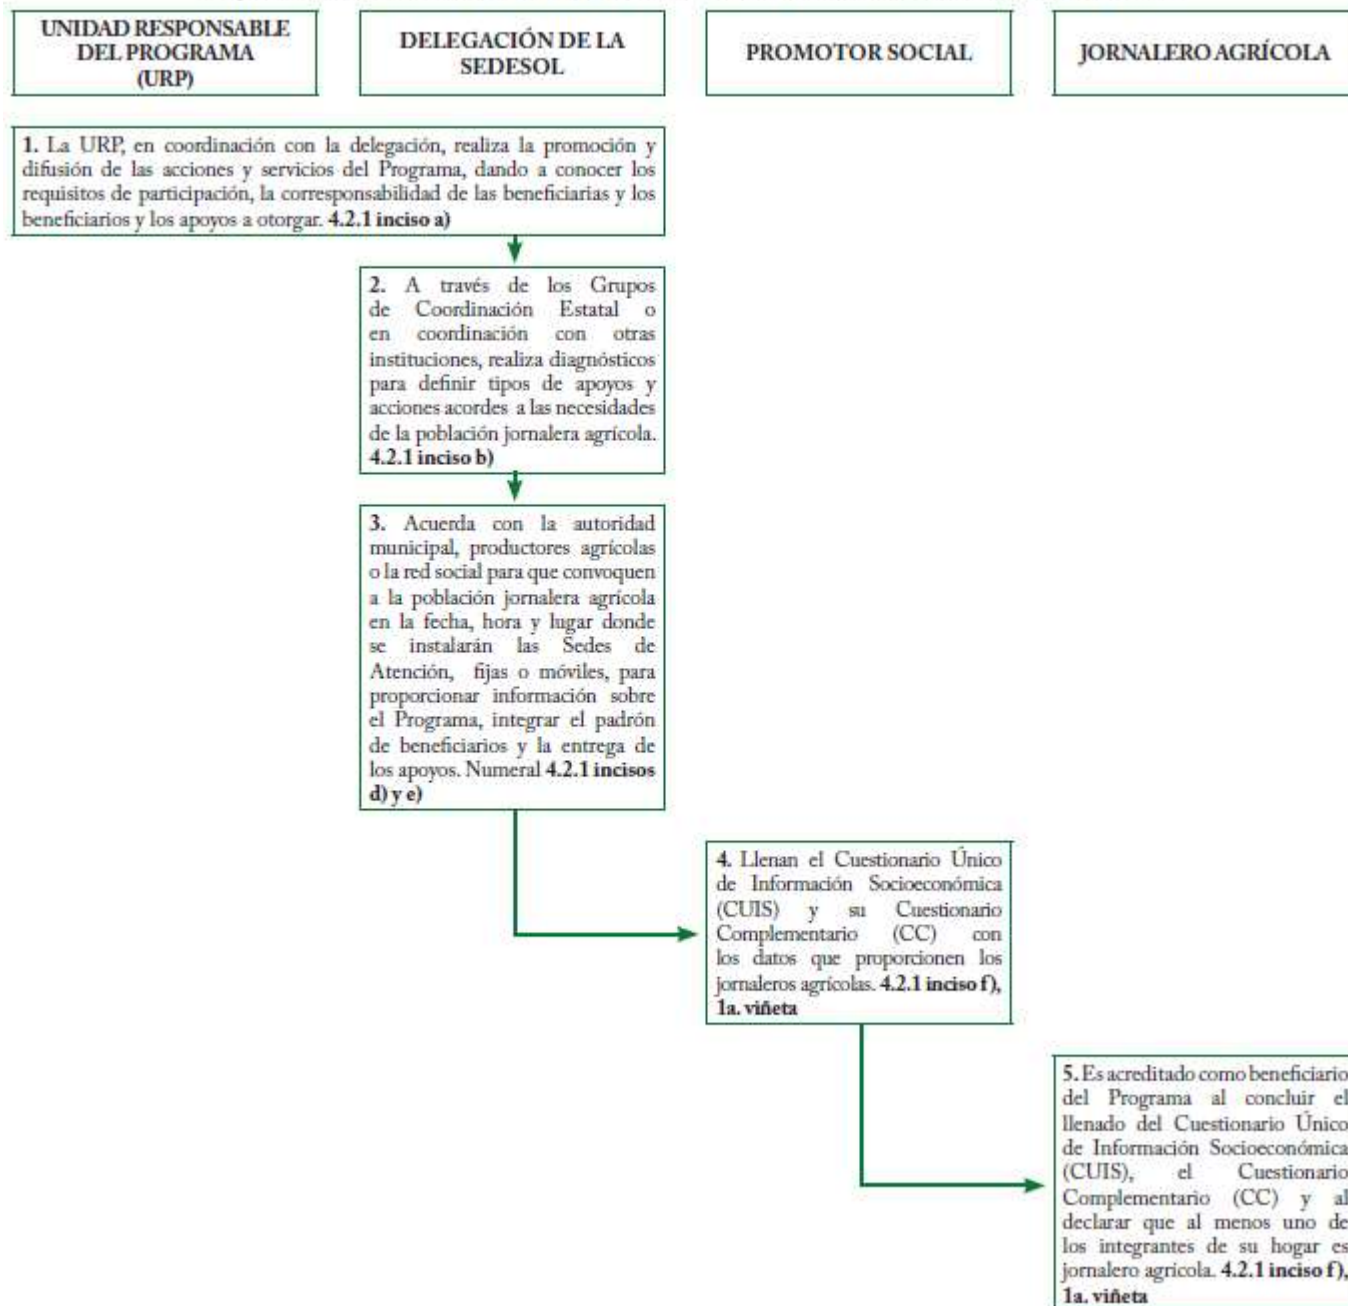 UNIDAD RESPONSABLE
DEL PROGRAMA
(URP)
DELEGACIÓN DE LA
SEDESOL
PROMOTOR SOCIAL
JORNALERO AGRÍCOLA
1. La URP, en coordinación con la delegación, realiza la promoción y
difusión de las acciones y servicios del Programa, dando a conocer los
requisitos de participación, la corresponsabilidad de las beneficiarias y los
beneficiarios y los apoyos a otorgar. 4.2.1 inciso a)
2. A través de los Grupos
de Coordinación Estatal o
en coordinación con otras
instituciones, realiza diagnósticos
para definir tipos de apoyos y
acciones acordes a las necesidades
de la población jornalera agrícola.
4.2.1 inciso b)
3. Acuerda con la autoridad
municipal, productores agrícolas
o la red social para que convoquen
a la población jornalera agrícola
en la fecha, hora y lugar donde
se instalarán las Sedes de
Atención, fijas o móviles, para
proporcionar información sobre
el Programa, integrar el padrón
de beneficiarios y la entrega de
los apoyos. Numeral 4.2.1 incisos
d) y e)
4. Llenan el Cuestionario Único
de Información Socioeconómica
(CUIS) y su Cuestionario
Complementario (CC) con
los datos que proporcionen los
jornaleros agrícolas. 4.2.1 inciso f),
1a. viñeta
5. Es acreditado como beneficiario
del Programa al concluir el
llenado del Cuestionario Único
de Información Socioeconómica
(CUIS), el Cuestionario
Complementario (CC) y al
declarar que al menos uno de
los integrantes de su hogar es
jornalero agrícola. 4.2.1 inciso f),
1a. viñeta